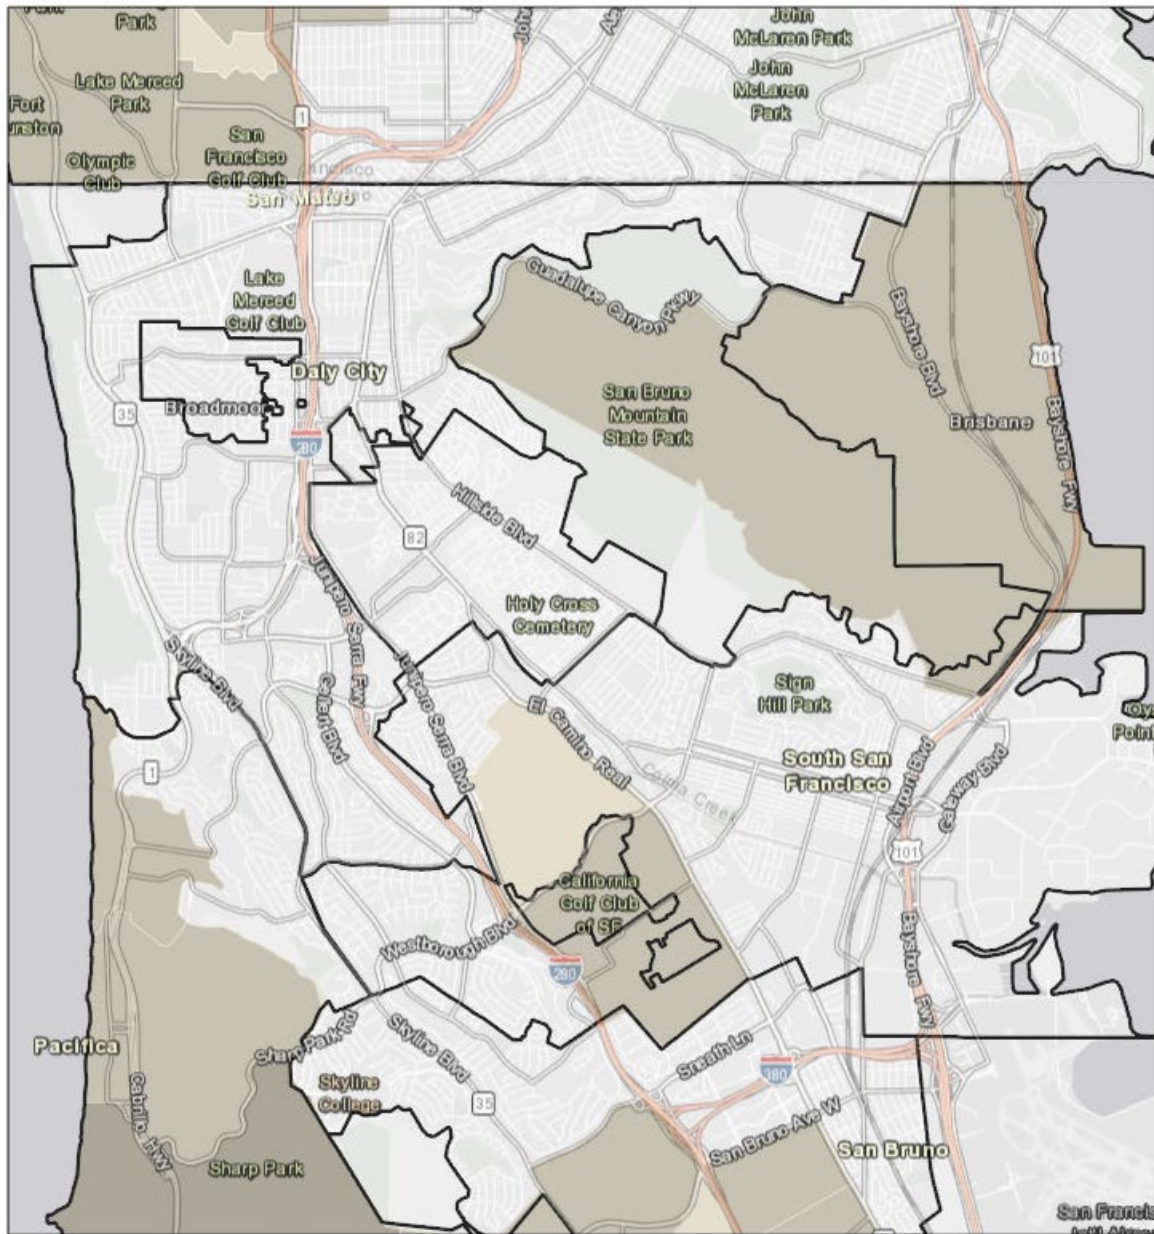 Park
John
McLaren Park
Lake Merced
Park
John
McLaren
Park
Fort
1
San
Francisco
Golf Club
Olympic
Club
San Mateo
Guadalupe Canyon Pkwy
Lake
Merced
Golf Club
Bayshore Blvd
101
Daly City
San Bruno
Mountain
State Park
35
Broadmoor
Brisbane
280
Bayshore Fwy
Hillside Blvd
82
Junipero Serra Fwy
Holy Cross
Cemetery
Skyline Blvd
Junipero Serra Blvd
Callan Blvd
Sign
Hill Park
El Camino Real
Point
1
South San
Francisco
Colma Creek
Airport Blvd
Gateway Blvd
101
California
Golf Club
of SF
Westborough Blvd
280
Bayshore Fwy
Pacifica
Sharp Park Rd
Skyline Blvd
Sneath Ln
380
Skyline
College
Cabrillo Hwy
35
San Bruno Ave W
San Bruno
Sharp Park